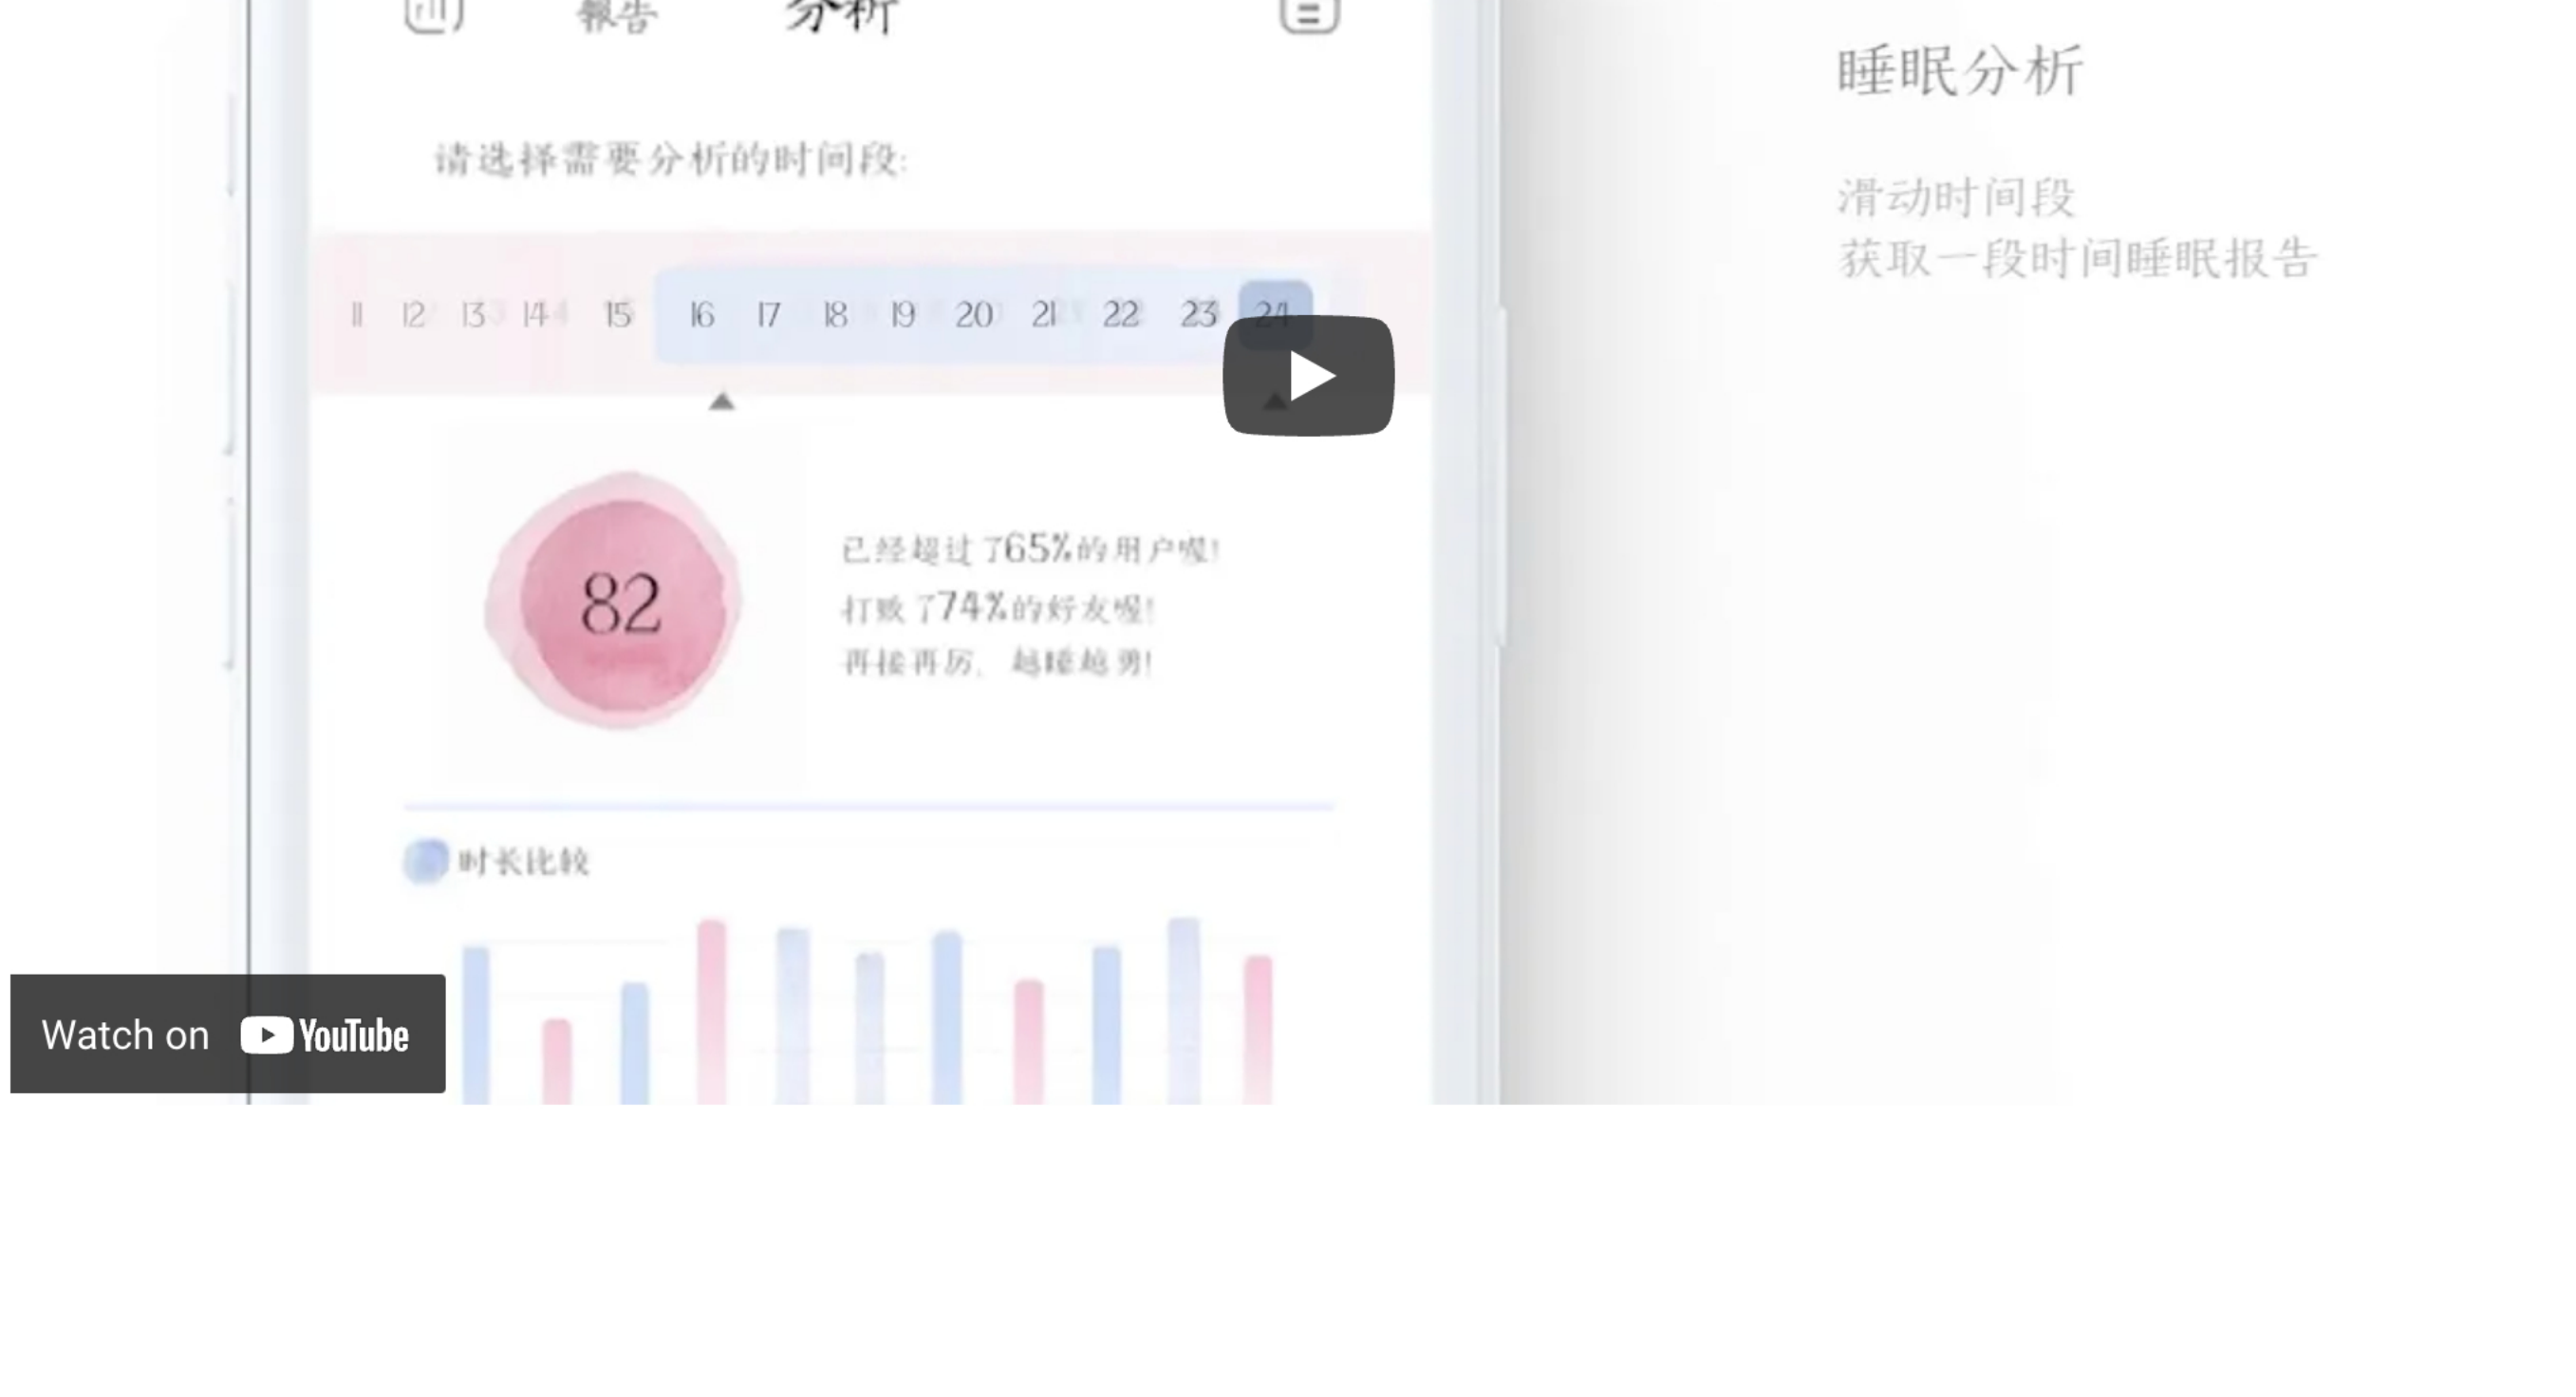 報告 分析
请选择需要分析的时间段:
11 12 13 14 15 16 17 18 19 20 21 22 23 24
82
已经超过了65%的用户喔!
打败了74%的好友喔!
再接再厉, 越睡越勇!
时长比较
Watch on YouTube
睡眠分析
滑动时间段
获取一段时间睡眠报告